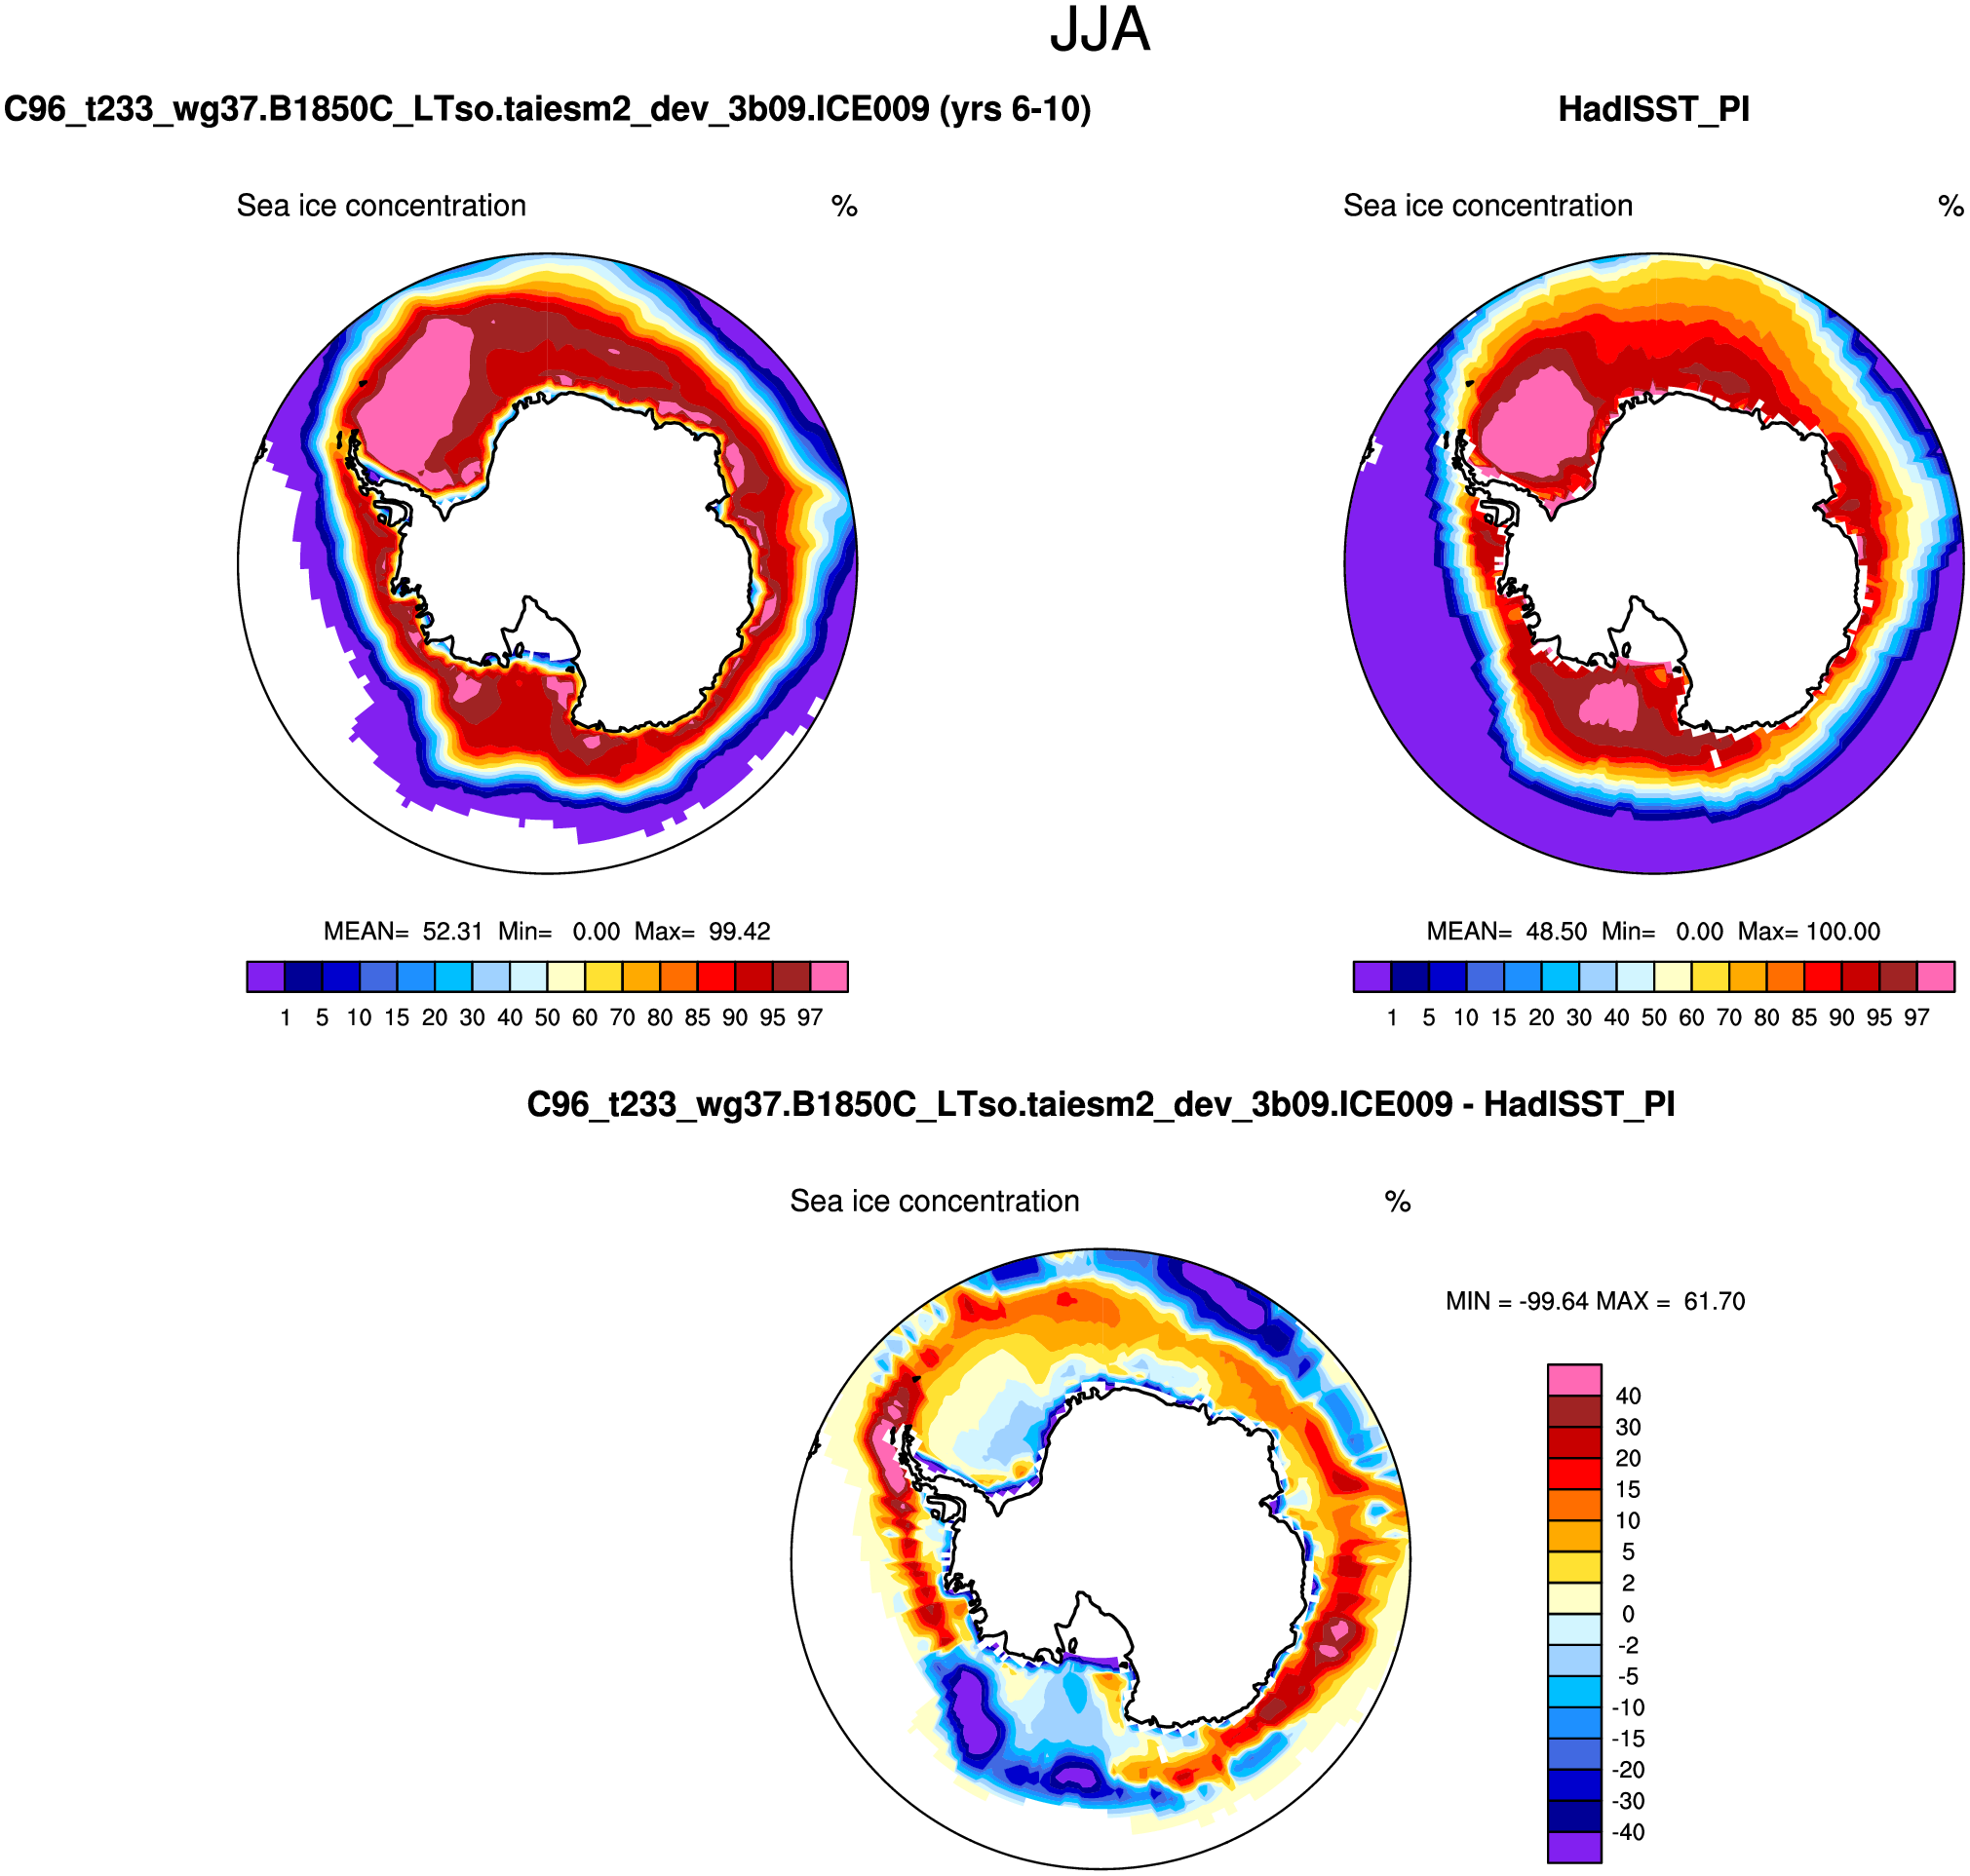 JJA
C96_t233_wg37.B1850C_LTso.taiesm2_dev_3b09.ICE009 (yrs 6-10)
HadISST_PI
Sea ice concentration %
Sea ice concentration %
MEAN= 52.31 Min= 0.00 Max= 99.42
MEAN= 48.50 Min= 0.00 Max= 100.00
1 5 10 15 20 30 40 50 60 70 80 85 90 95 97
1 5 10 15 20 30 40 50 60 70 80 85 90 95 97
C96_t233_wg37.B1850C_LTso.taiesm2_dev_3b09.ICE009 - HadISST_PI
Sea ice concentration %
MIN = -99.64 MAX = 61.70
40
30
20
15
10
5
2
0
-2
-5
-10
-15
-20
-30
-40